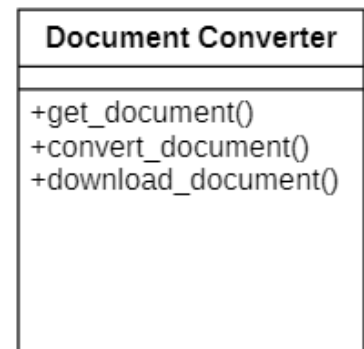 Document Converter
+get_document()
+convert_document()
+download_document()